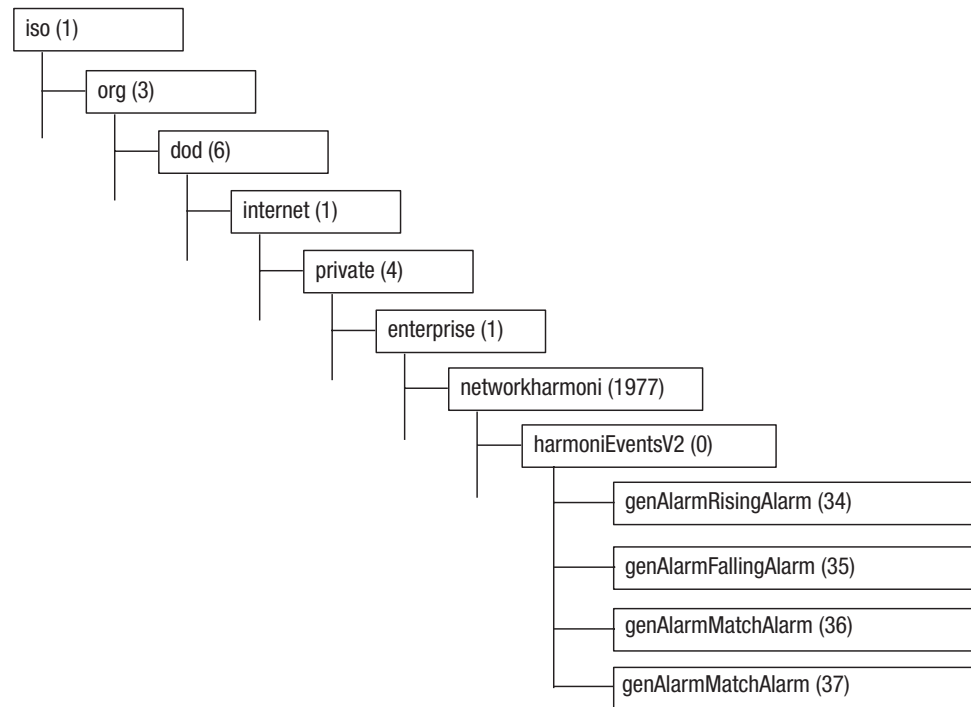 iso (1)
org (3)
dod (6)
internet (1)
private (4)
enterprise (1)
networkharmoni (1977)
harmoniEventsV2 (0)
genAlarmRisingAlarm (34)
genAlarmFallingAlarm (35)
genAlarmMatchAlarm (36)
genAlarmMatchAlarm (37)